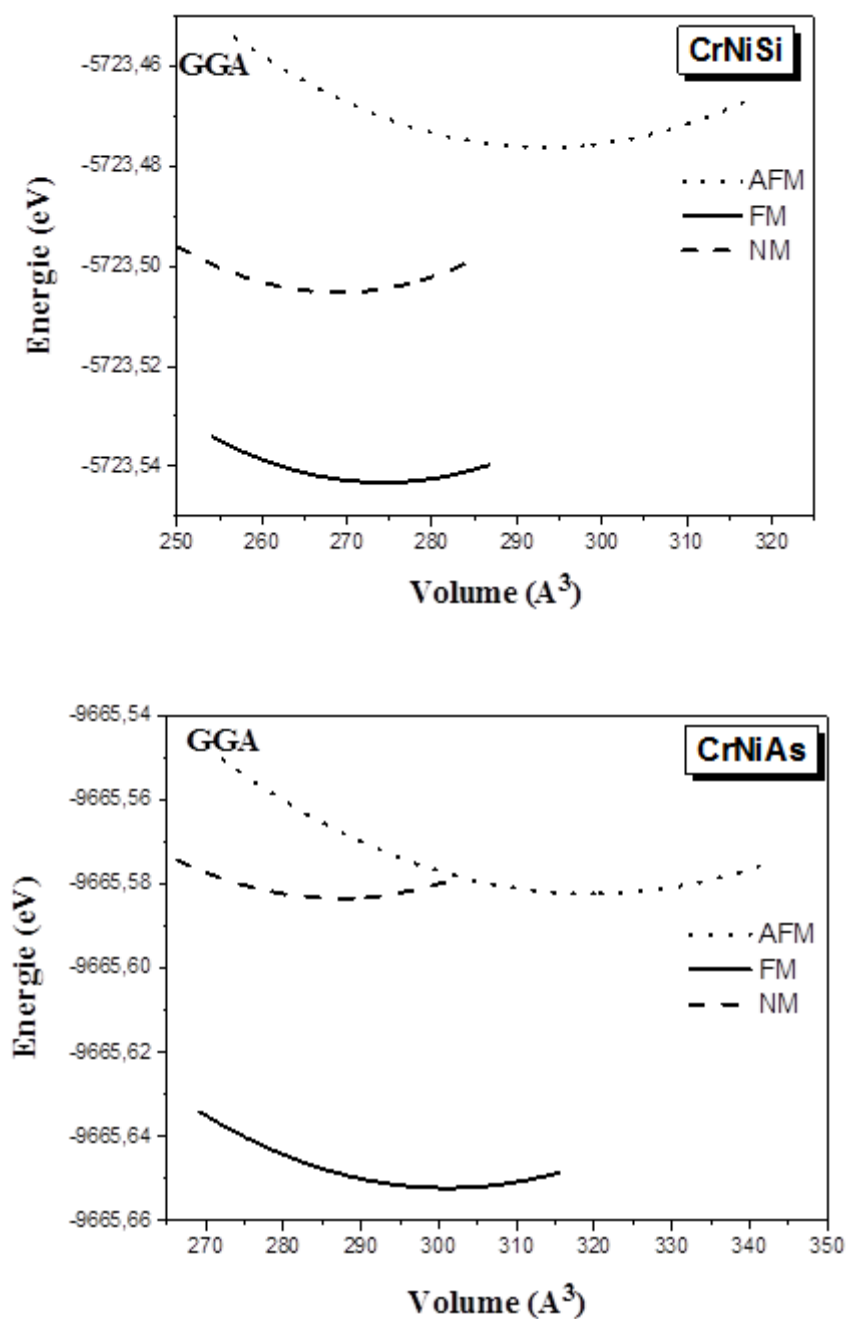 CrNiSi
GGA
-5723,46
-5723,48
-5723,50
-5723,52
-5723,54
Energie (eV)
AFM
FM
NM
250 260 270 280 290 300 310 320
Volume (A³)
-9665,54
-9665,56
-9665,58
-9665,60
-9665,62
-9665,64
-9665,66
GGA
CrNiAs
Energie (eV)
AFM
FM
NM
270 280 290 300 310 320 330 340 350
Volume (A³)